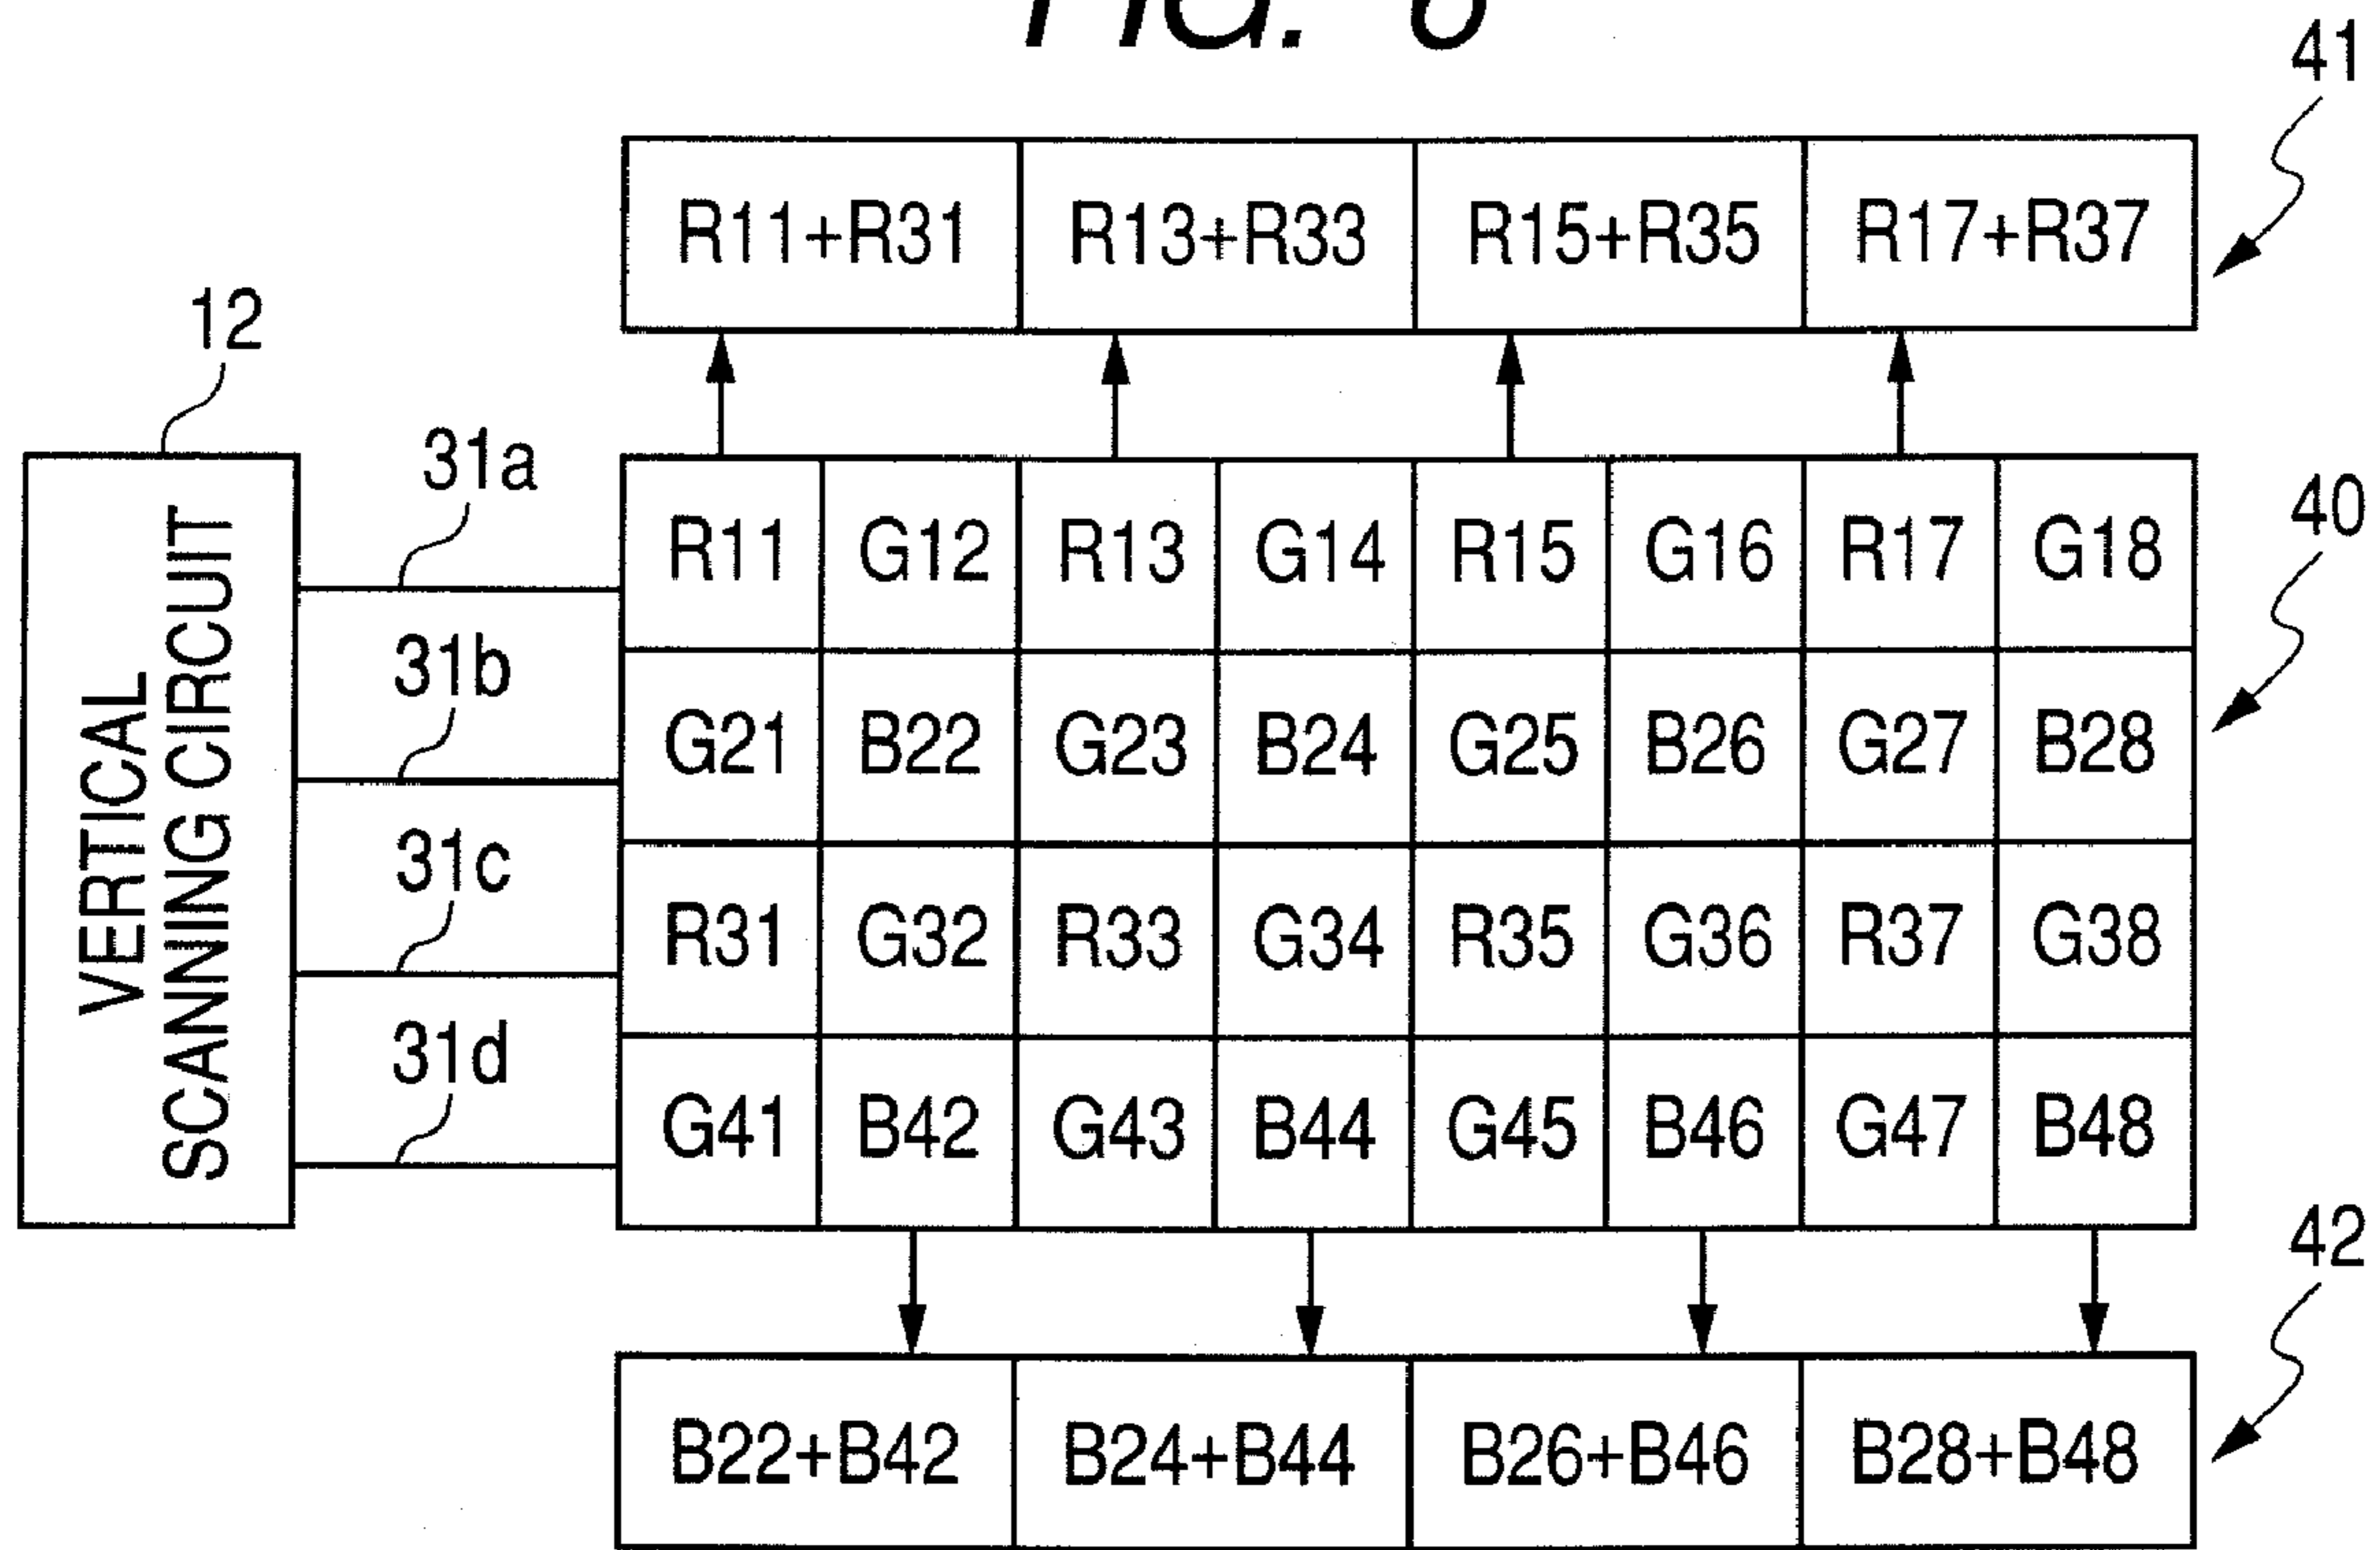 FIG.
41
R11+R31 R13+R33 R15+R35 R17+R37
12
31a
40
R11 G12 R13 G14 R15 G16 R17 G18
31b
G21 B22 G23 B24 G25 B26 G27 B28
VERTICAL
SCANNING CIRCUIT
31c
R31 G32 R33 G34 R35 G36 R37 G38
31d
G41 B42 G43 B44 G45 B46 G47 B48
42
B22+B42 B24+B44 B26+B46 B28+B48